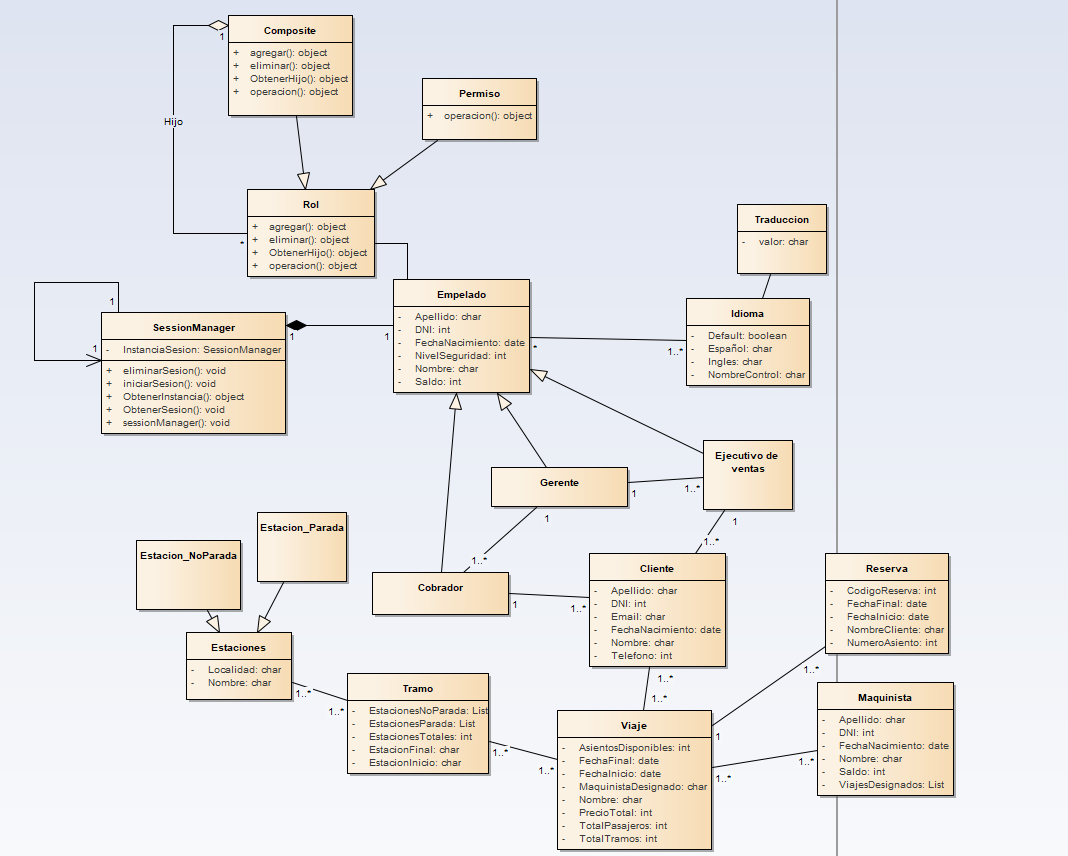 Composite
+ agregar(): object
+ eliminar(): object
+ ObtenerHijo(): object
+ operacion(): object
1
Hijo
Permiso
+ operacion(): object
Rol
+ agregar(): object
+ eliminar(): object
+ ObtenerHijo(): object
+ operacion(): object
*
Traduccion
- valor: char
Empelado
- Apellido: char
- DNI: int
- FechaNacimiento: date
- NivelSeguridad: int
- Nombre: char
- Saldo: int
1
*
Idioma
- Default: boolean
- Español: char
- Ingles: char
- NombreControl: char
1..*
SessionManager
- InstanciaSesion: SessionManager
+ eliminarSesion(): void
+ iniciarSesion(): void
+ ObtenerInstancia(): object
+ ObtenerSesion(): void
+ sessionManager(): void
1
1
1
Ejecutivo de
ventas
1..*
1
Gerente
1
1
Estacion_Parada
Estacion_NoParada
Cobrador
1..*
1
Cliente
- Apellido: char
- DNI: int
- Email: char
- FechaNacimiento: date
- Nombre: char
- Telefono: int
1..*
1..*
1..*
Reserva
- CodigoReserva: int
- FechaFinal: date
- FechaInicio: date
- NombreCliente: char
- NumeroAsiento: int
1..*
Estaciones
- Localidad: char
- Nombre: char
1..*
Tramo
- EstacionesNoParada: List
- EstacionesParada: List
- EstacionesTotales: int
- EstacionFinal: char
- EstacionInicio: char
1..*
1..*
Maquinista
- Apellido: char
- DNI: int
- FechaNacimiento: date
- Nombre: char
- Saldo: int
- ViajesDesignados: List
1..*
Viaje
- AsientosDisponibles: int
- FechaFinal: date
- FechaInicio: date
- MaquinistaDesignado: char
- Nombre: char
- PrecioTotal: int
- TotalPasajeros: int
- TotalTramos: int
1..*
1..*
1
1..*